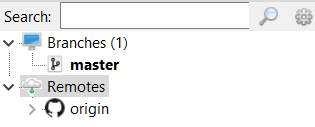 Search:
Branches (1)
master
Remotes
origin